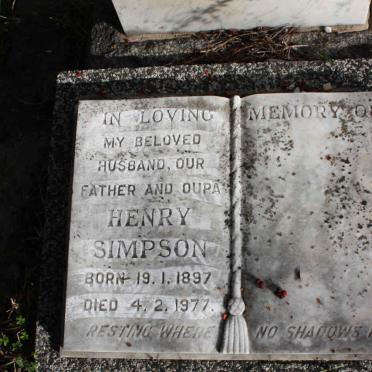 IN LOVING MEMORY
MY BELOVED
HUSBAND, OUR
FATHER AND OUPA
HENRY
SIMPSON
BORN 19.1.1897
DIED 4.2.1977.
RESTING WHERE NO SHADOWS